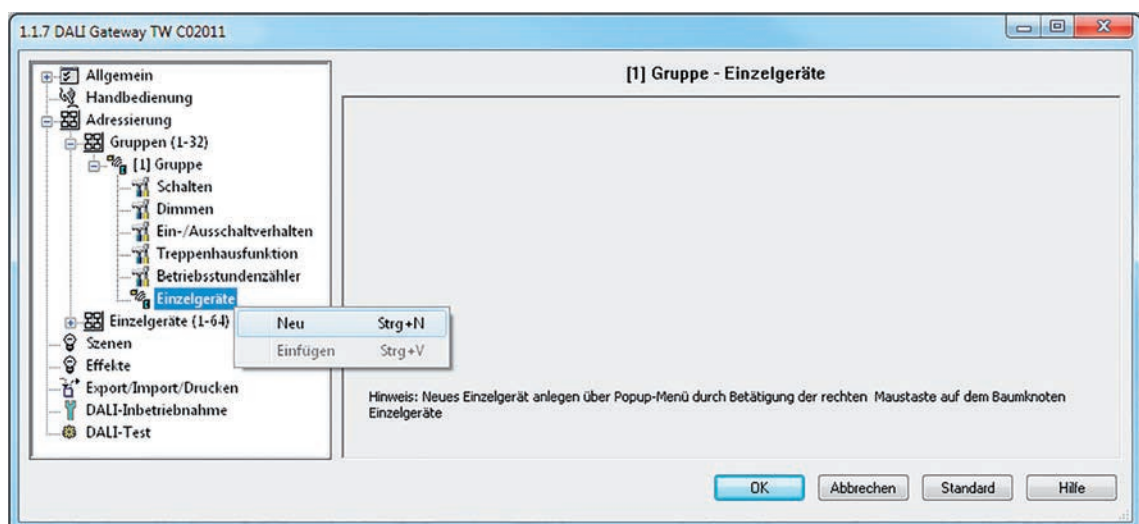 1.1.7 DALI Gateway TW C02011
Allgemein
Handbedienung
Adressierung
Gruppen (1-32)
[1] Gruppe
Schalten
Dimmen
Ein-/Ausschaltverhalten
Treppenhausfunktion
Betriebsstundenzähler
Einzelgeräte
Einzelgeräte (1-64)
Szenen
Effekte
Export/Import/Drucken
DALI-Inbetriebnahme
DALI-Test
Neu Strg+N
Einfügen Strg+V
[1] Gruppe - Einzelgeräte
Hinweis: Neues Einzelgerät anlegen über Popup-Menü durch Betätigung der rechten Maustaste auf dem Baumknoten
Einzelgeräte
OK Abbrechen Standard Hilfe